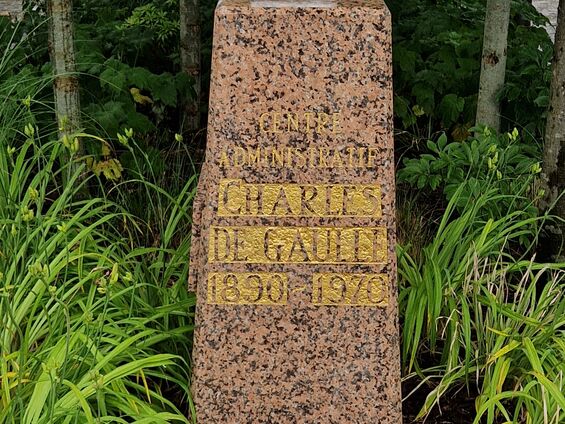 CENTRE
ADMINISTRATIF
CHARLES
DE GAULLE
1890-1970